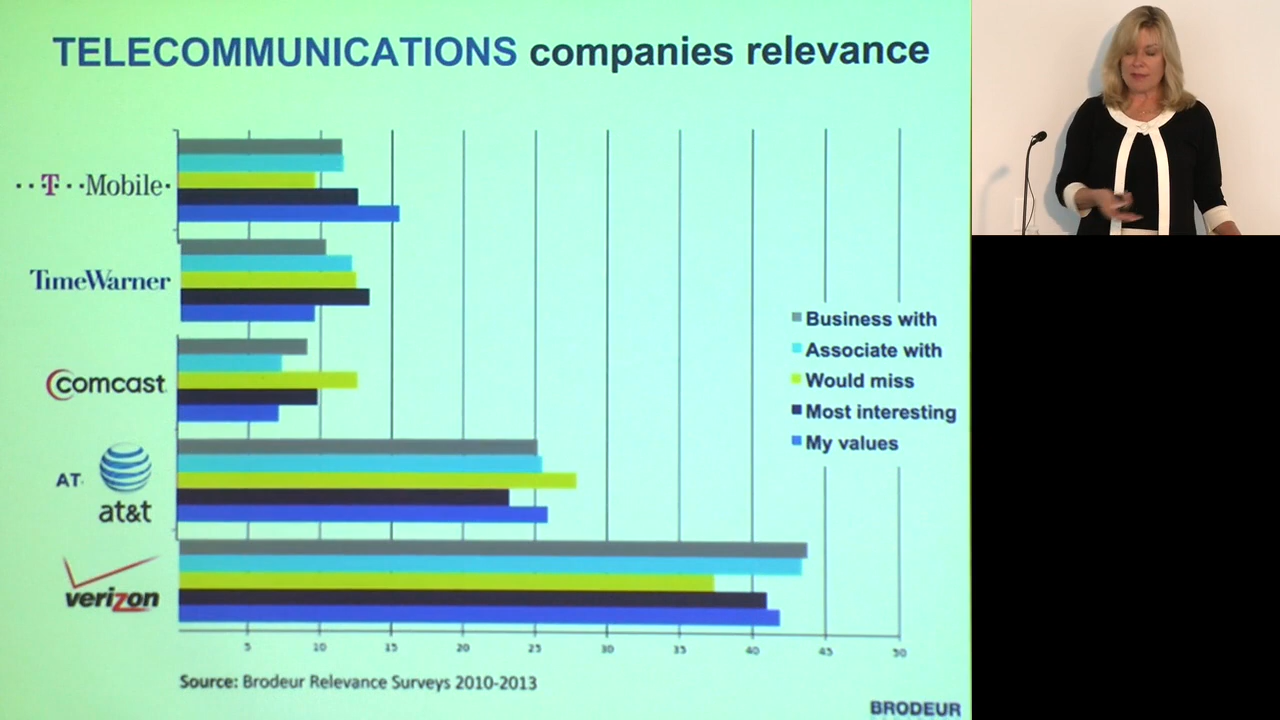 TELECOMMUNICATIONS companies relevance
T Mobile
TimeWarner
comcast
AT
at&t
verizon
Business with
Associate with
Would miss
Most interesting
My values
5 10 15 20 25 30 35 40 45 50
Source: Brodeur Relevance Surveys 2010-2013
BRODEUR